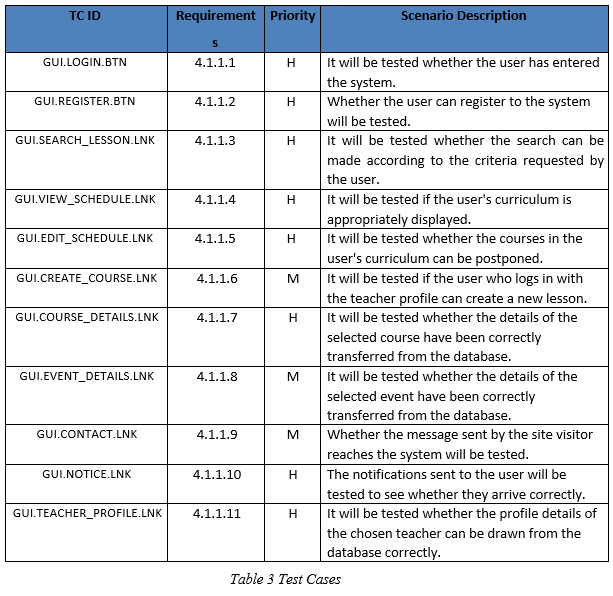 TC ID Requirement Priority Scenario Description
s
GUI.LOGIN.BTN 4.1.1.1 H It will be tested whether the user has entered
the system.
GUI.REGISTER.BTN 4.1.1.2 H Whether the user can register to the system
will be tested.
GUI.SEARCH_LESSON.LNK 4.1.1.3 H It will be tested whether the search can be
made according to the criteria requested by
the user.
GUI.VIEW_SCHEDULE.LNK 4.1.1.4 H It will be tested if the user's curriculum is
appropriately displayed.
GUI.EDIT_SCHEDULE.LNK 4.1.1.5 H It will be tested whether the courses in the
user's curriculum can be postponed.
GUI.CREATE_COURSE.LNK 4.1.1.6 M It will be tested if the user who logs in with
the teacher profile can create a new lesson.
GUI.COURSE_DETAILS.LNK 4.1.1.7 H It will be tested whether the details of the
selected course have been correctly
transferred from the database.
GUI.EVENT_DETAILS.LNK 4.1.1.8 M It will be tested whether the details of the
selected event have been correctly
transferred from the database.
GUI.CONTACT.LNK 4.1.1.9 M Whether the message sent by the site visitor
reaches the system will be tested.
GUI.NOTICE.LNK 4.1.1.10 H The notifications sent to the user will be
tested to see whether they arrive correctly.
GUI.TEACHER_PROFILE.LNK 4.1.1.11 H It will be tested whether the profile details of
the chosen teacher can be drawn from the
database correctly.
Table 3 Test Cases